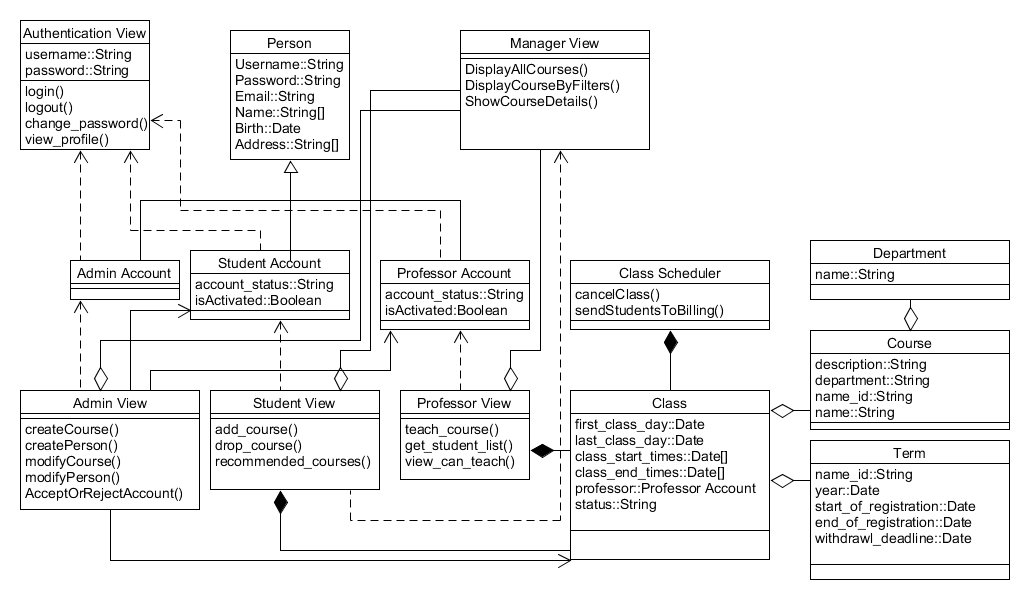 Authentication View
username::String
password::String
login()
logout()
change_password()
view_profile()
Person
Username::String
Password::String
Email::String
Name::String[]
Birth::Date
Address::String[]
Manager View
DisplayAllCourses()
DisplayCourseByFilters()
ShowCourseDetails()
Admin Account
Student Account
account_status::String
isActivated::Boolean
Professor Account
account_status::String
isActivated:Boolean
Class Scheduler
cancelClass()
sendStudentsToBilling()
Department
name::String
Course
description::String
department::String
name_id::String
name::String
Admin View
createCourse()
createPerson()
modifyCourse()
modifyPerson()
AcceptOrRejectAccount()
Student View
add_course()
drop_course()
recommended_courses()
Professor View
teach_course()
get_student_list()
view_can_teach()
Class
first_class_day::Date
last_class_day::Date
class_start_times::Date[]
class_end_times::Date[]
professor::Professor Account
status::String
Term
name_id::String
year::Date
start_of_registration::Date
end_of_registration::Date
withdrawl_deadline::Date